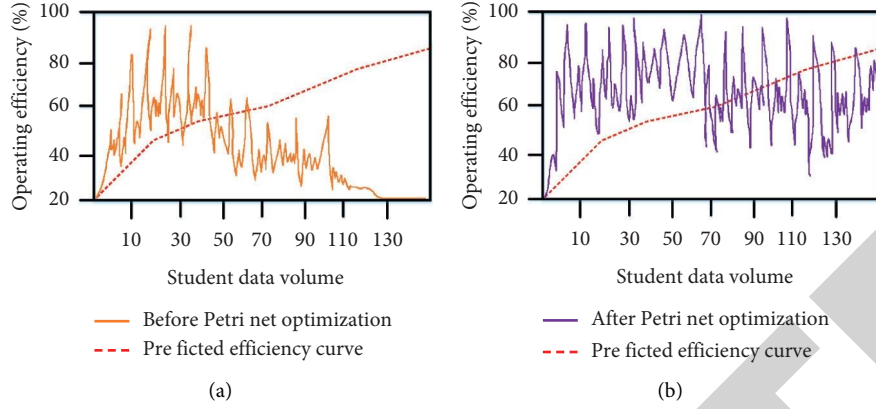 Operating efficiency (%)
100
80
60
40
20
10 30 50 70 90 110 130
Student data volume
Before Petri net optimization
Pre ficted efficiency curve
(a)
Operating efficiency (%)
100
80
60
40
20
10 30 50 70 90 110 130
Student data volume
After Petri net optimization
Pre ficted efficiency curve
(b)